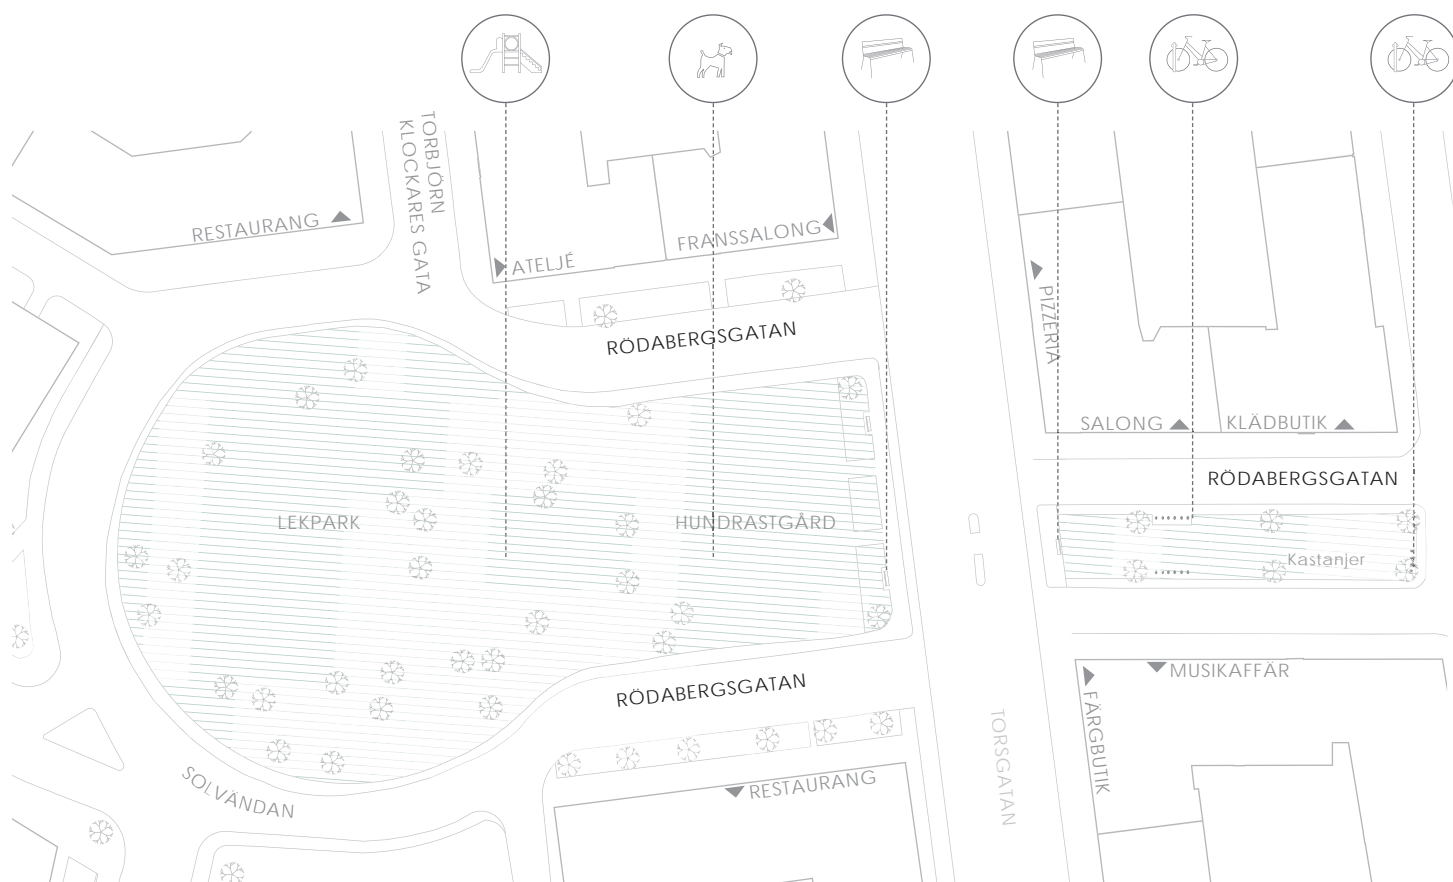 TORBJÖRN
KLOCKARES GATA
RESTAURANG
ATELJÉ
FRANSSALONG
PIZZERIA
RÖDABERGSGATAN
SALONG
KLÄDBUTIK
RÖDABERGSGATAN
LEKPARK
HUNDRASTGÅRD
Kastanjer
MUSIKAFFÄR
FÄRGBUTIK
RÖDABERGSGATAN
TORSGATAN
SOLVÄNDAN
RESTAURANG